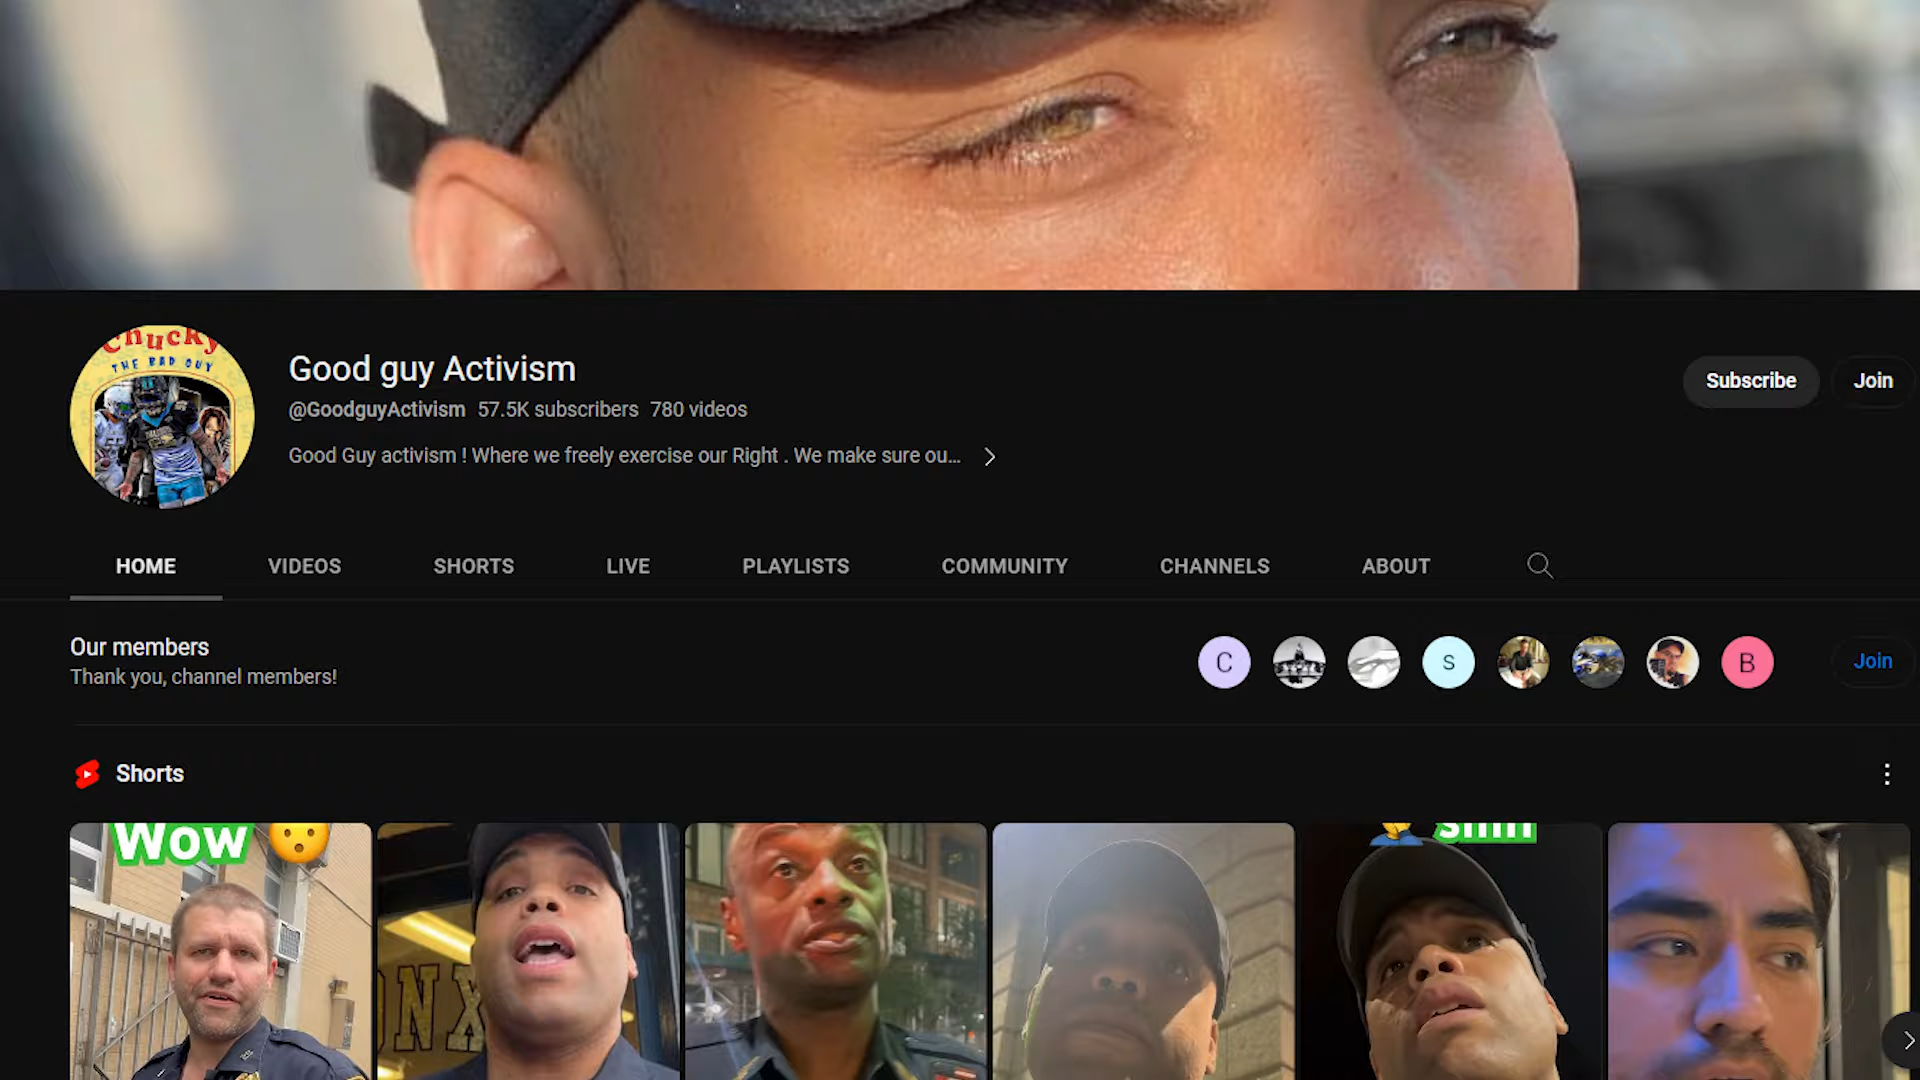 Chucky
THE BAD GUY
Good guy Activism
@GoodguyActivism 57.5K subscribers 780 videos
Good Guy activism ! Where we freely exercise our Right . We make sure ou...
Subscribe
Join
HOME
VIDEOS
SHORTS
LIVE
PLAYLISTS
COMMUNITY
CHANNELS
ABOUT
Our members
Thank you, channel members!
C
S
B
Join
Shorts
Wow
NX